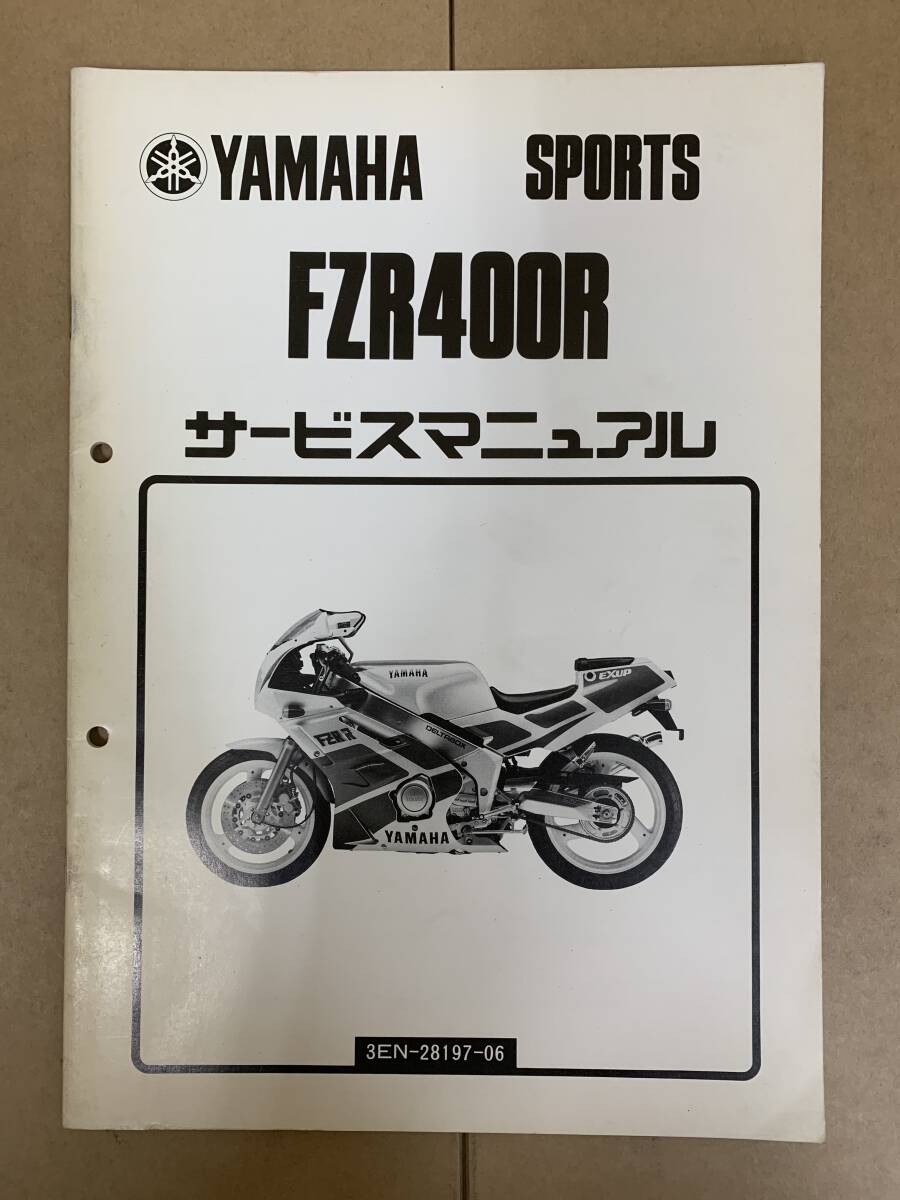 YAMAHA SPORTS
FZR400R
サービスマニュアル
YAMAHA
EXUP
DELTABOX
FZR
YAMAHA
3EN-28197-06